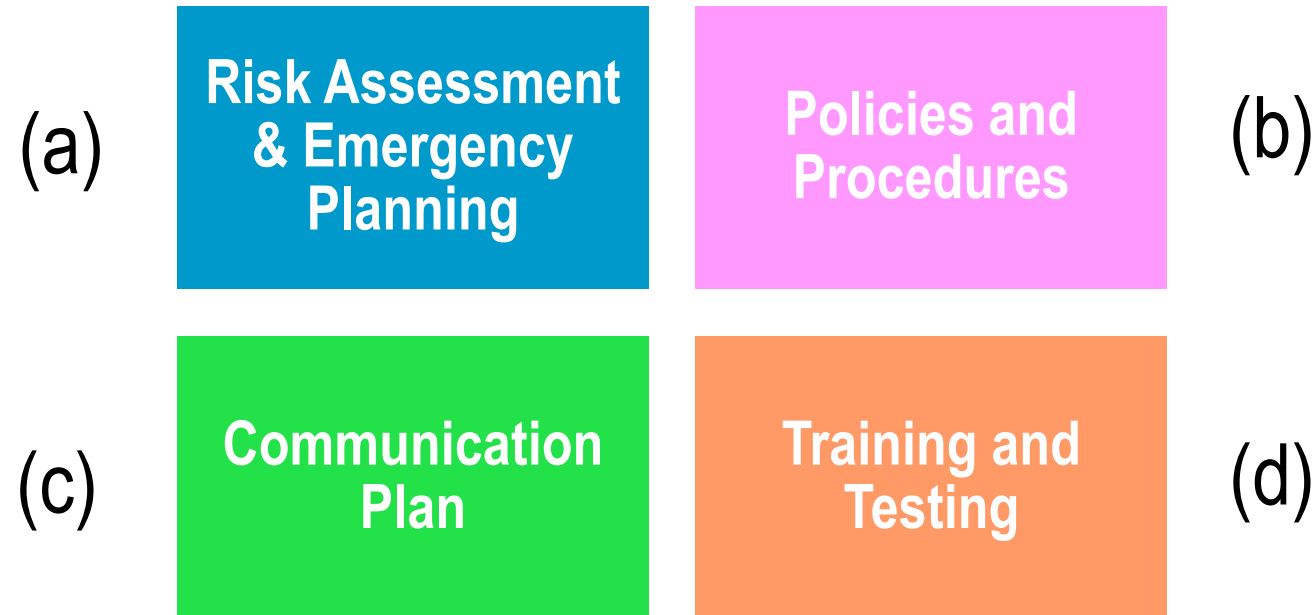 (a)
Risk Assessment
& Emergency
Planning
Policies and
Procedures
(b)
(c)
Communication
Plan
Training and
Testing
(d)